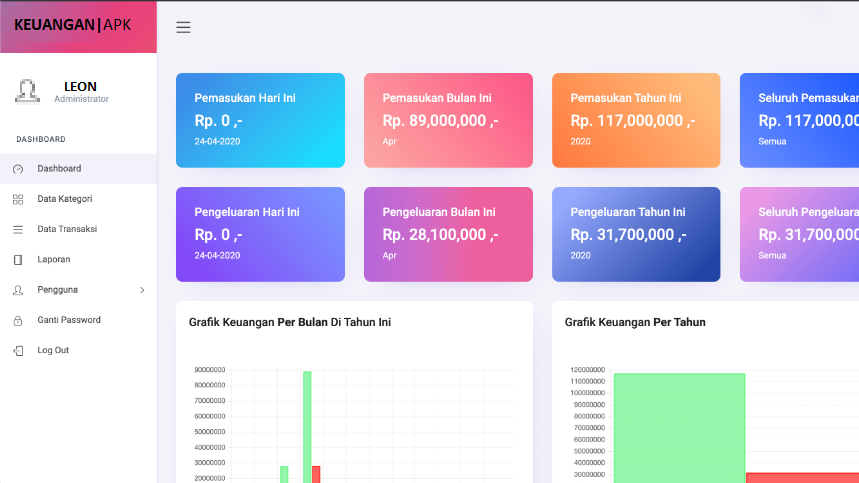 KEUANGAN|APK
LEON
Administrator
DASHBOARD
Dashboard
Data Kategori
Data Transaksi
Laporan
Pengguna
Ganti Password
Log Out
Pemasukan Hari Ini
Rp. 0 ,-
24-04-2020
Pemasukan Bulan Ini
Rp. 89,000,000 ,-
Apr
Pemasukan Tahun Ini
Rp. 117,000,000 ,-
2020
Seluruh Pemasukan
Rp. 117,000,00
Semua
Pengeluaran Hari Ini
Rp. 0 ,-
24-04-2020
Pengeluaran Bulan Ini
Rp. 28,100,000 ,-
Apr
Pengeluaran Tahun Ini
Rp. 31,700,000 ,-
2020
Seluruh Pengeluara
Rp. 31,700,000
Semua
Grafik Keuangan Per Bulan Di Tahun Ini
90000000
80000000
70000000
60000000
50000000
40000000
30000000
20000000
Grafik Keuangan Per Tahun
120000000
110000000
100000000
90000000
80000000
70000000
60000000
50000000
40000000
30000000